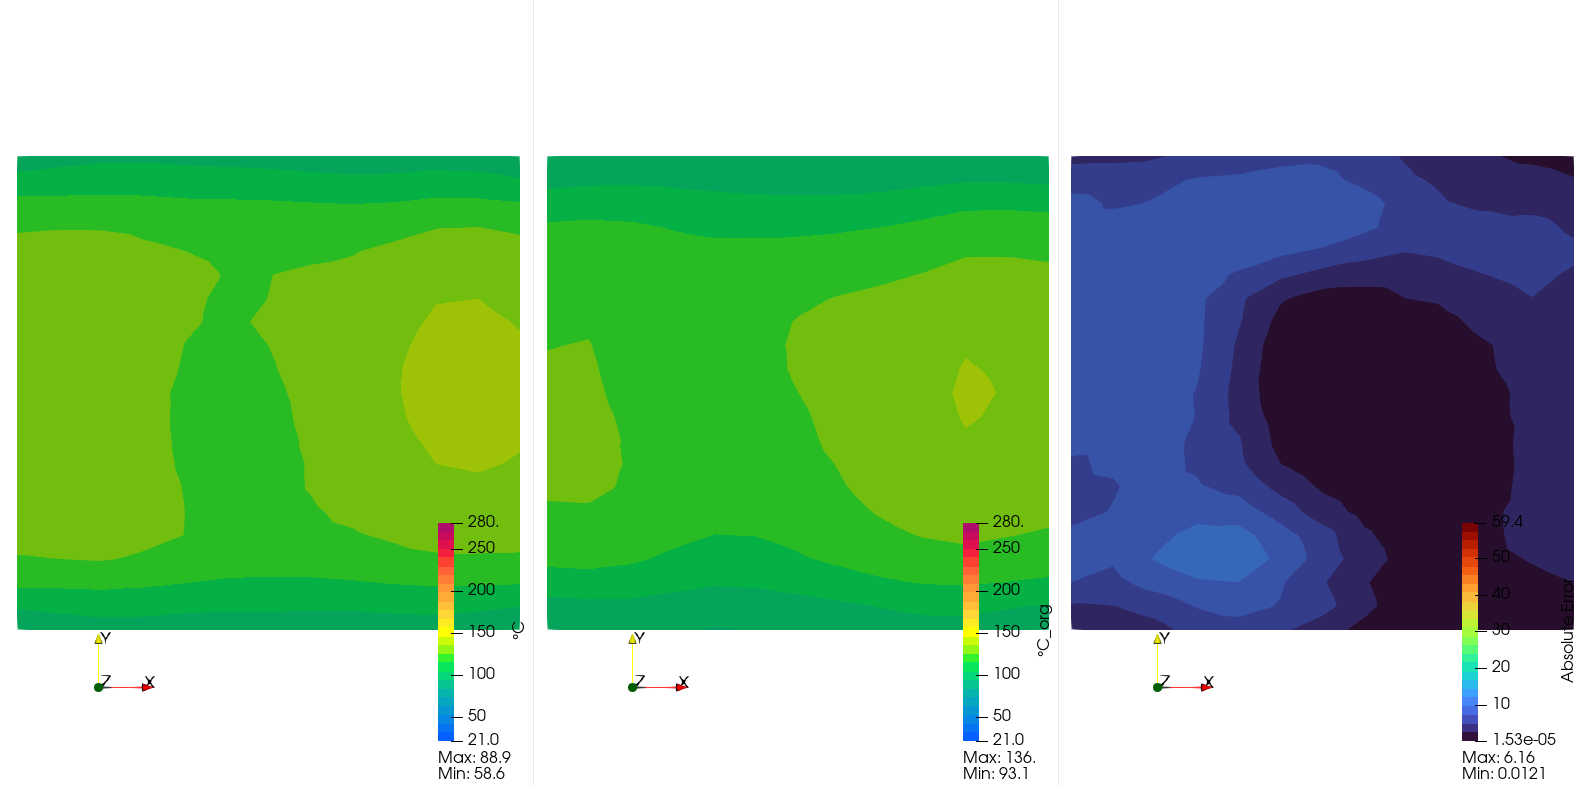 280.
250
200
150
100
50
21.0
°C
Max: 88.9
Min: 58.6
Y
Z
X
280.
250
200
150
100
50
21.0
°C_org
Max: 136.
Min: 93.1
Y
Z
X
59.4
50
40
30
20
10
1.53e-05
Absolute Error
Max: 6.16
Min: 0.0121
Y
Z
X